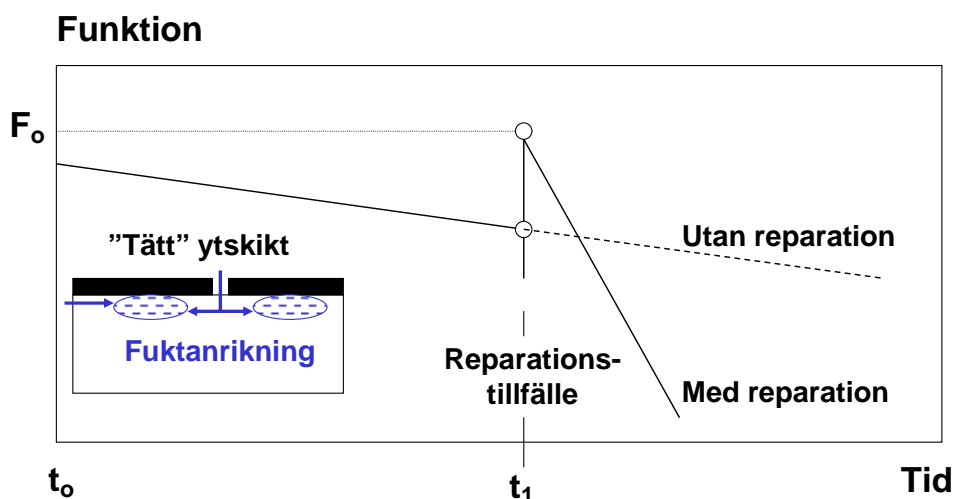 Funktion
Fo
”Tätt” ytskikt
Utan reparation
Fuktanrikning
Reparations-
tillfälle
Med reparation
to
t1
Tid